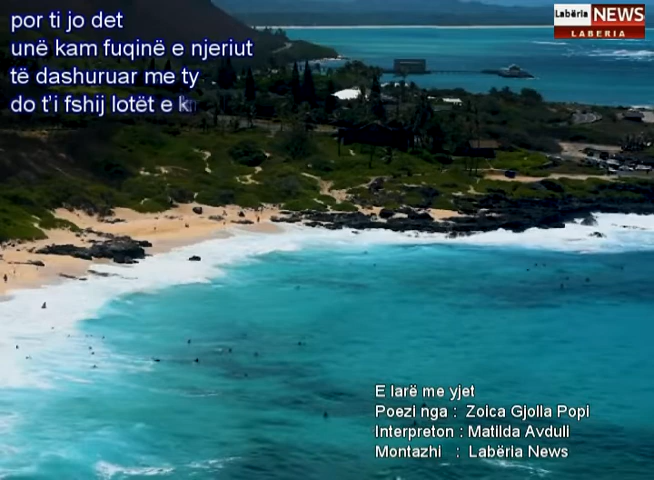 por ti jo det
unë kam fuqinë e njeriut
të dashuruar me ty
do t'i fshij lotët e
Labëria NEWS
LABERIA
E larë me yjet
Poezi nga : Zoica Gjolla Popi
Interpreton : Matilda Avduli
Montazhi : Labëria News